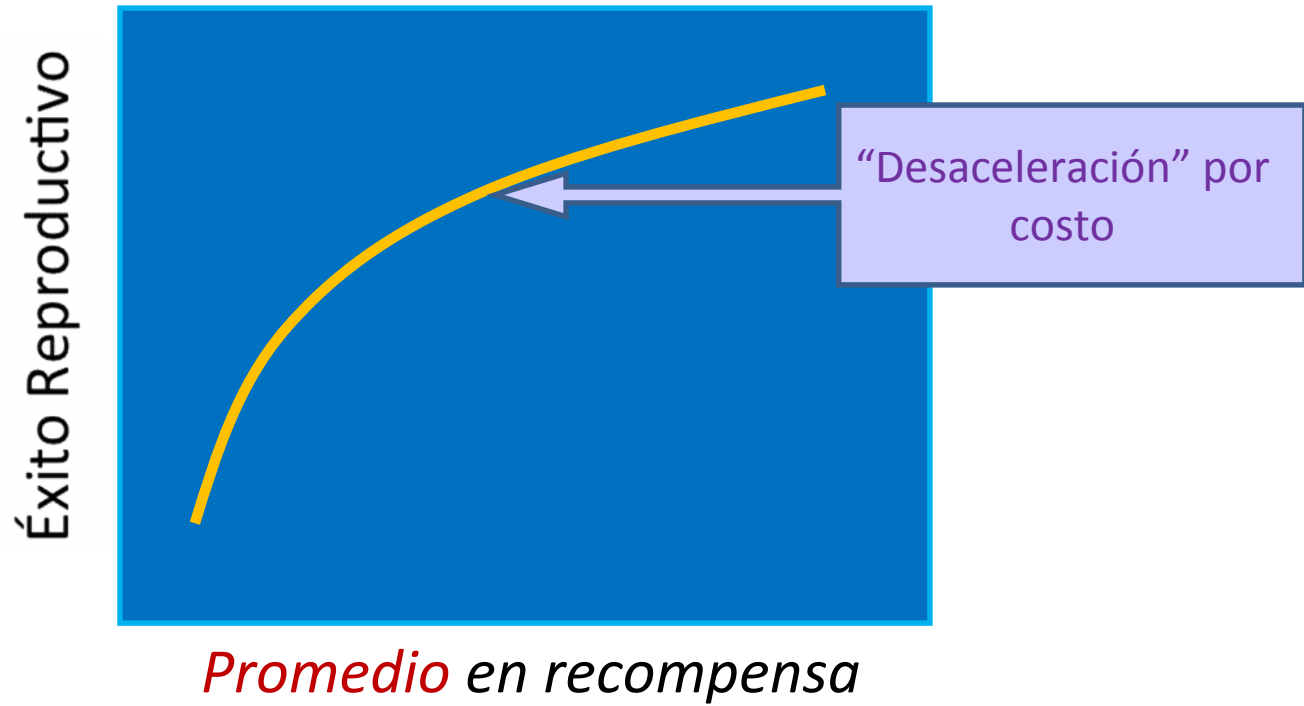 Éxito Reproductivo
“Desaceleración” por
costo
Promedio en recompensa